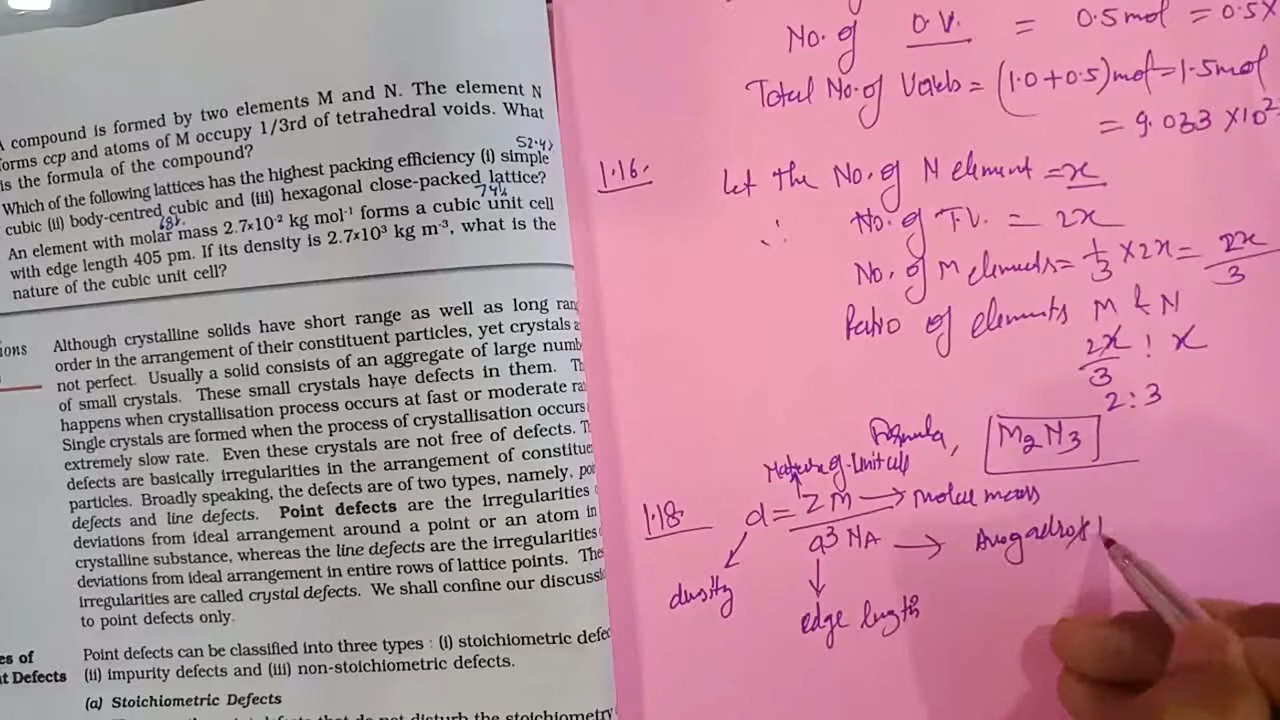 compound is formed by two elements M and N. The element N
forms ccp and atoms of M occupy 1/3rd of tetrahedral voids. What
is the formula of the compound?
52.4%
Which of the following lattices has the highest packing efficiency (i) simple
cubic (ii) body-centred cubic and (iii) hexagonal close-packed lattice?
68%
74%
An element with molar mass 2.7×10⁻² kg mol⁻¹ forms a cubic unit cell
with edge length 405 pm. If its density is 2.7×10³ kg m⁻³, what is the
nature of the cubic unit cell?
Although crystalline solids have short range as well as long
order in the arrangement of their constituent particles, yet crystals
not perfect. Usually a solid consists of an aggregate of large
of small crystals. These small crystals have defects in them.
happens when crystallisation process occurs at fast or moderate
Single crystals are formed when the process of crystallisation occurs
extremely slow rate. Even these crystals are not free of defects.
defects are basically irregularities in the arrangement of
particles. Broadly speaking, the defects are of two types, namely,
defects and line defects. Point defects are the irregularities
deviations from ideal arrangement around a point or an atom in
crystalline substance, whereas the line defects are the irregularities
deviations from ideal arrangement in entire rows of lattice points.
irregularities are called crystal defects. We shall confine our
to point defects only.
of
Defects
Point defects can be classified into three types : (i) stoichiometric
(ii) impurity defects and (iii) non-stoichiometric defects.
(a) Stoichiometric Defects
No. of O.V. = 0.5 mol = 0.5×
Total No. of Voids = (1.0+0.5) mol = 1.5 mol
= 9.033 ×10
1.16. Let the No. of N element = x
∴ No. of T.V. = 2x
No. of M elements = 1/3 × 2x = 2x/3
Ratio of elements M & N
2x/3 : x
2:3
Formula, M₂N₃
Nature of Unit cell
1.18. d = ZM → molar mass
a³ NA → Avogadro's
density
edge length